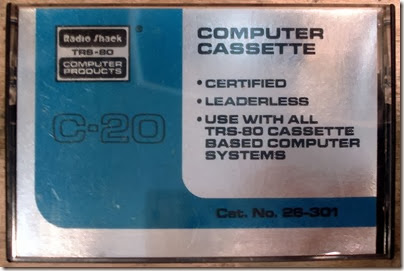 Radio Shack
TRS-80
COMPUTER
PRODUCTS
®
C-20
COMPUTER
CASSETTE
• CERTIFIED
• LEADERLESS
• USE WITH ALL
TRS-80 CASSETTE
BASED COMPUTER
SYSTEMS
Cat. No. 26-301